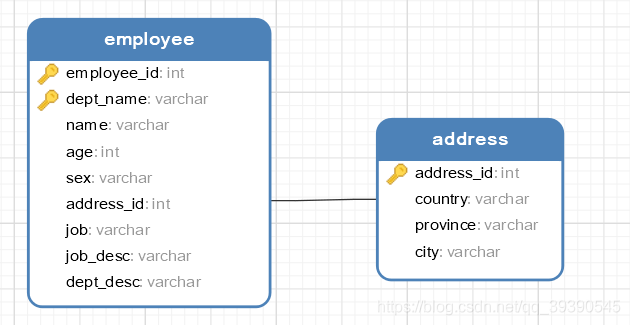 employee
employee_id: int
dept_name: varchar
name: varchar
age: int
sex: varchar
address_id: int
job: varchar
job_desc: varchar
dept_desc: varchar
address
address_id: int
country: varchar
province: varchar
city: varchar
https://blog.csdn.net/qq_39390545